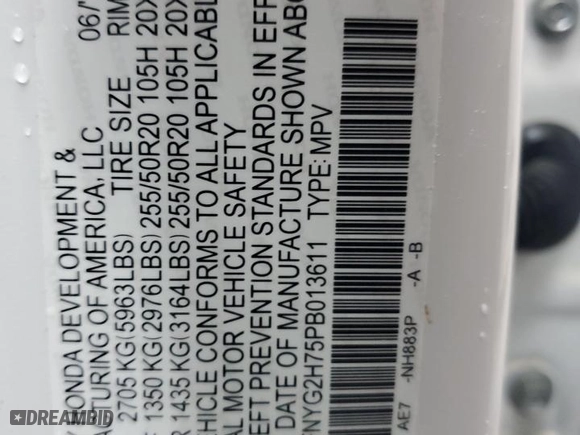 ONDA DEVELOPMENT &
ACTURING OF AMERICA, LLC
06/
2705 KG(5963LBS) TIRE SIZE RIM
1350 KG(2976LBS) 255/50R20 105H 20X
R 1435 KG(3164LBS) 255/50R20 105H 20X
HICLE CONFORMS TO ALL APPLICABL
AL MOTOR VEHICLE SAFETY
EFT PREVENTION STANDARDS IN EFF
DATE OF MANUFACTURE SHOWN ABO
NYG2H75PB013611 TYPE: MPV
AE7 -NH883P -A -B
DREAMBID